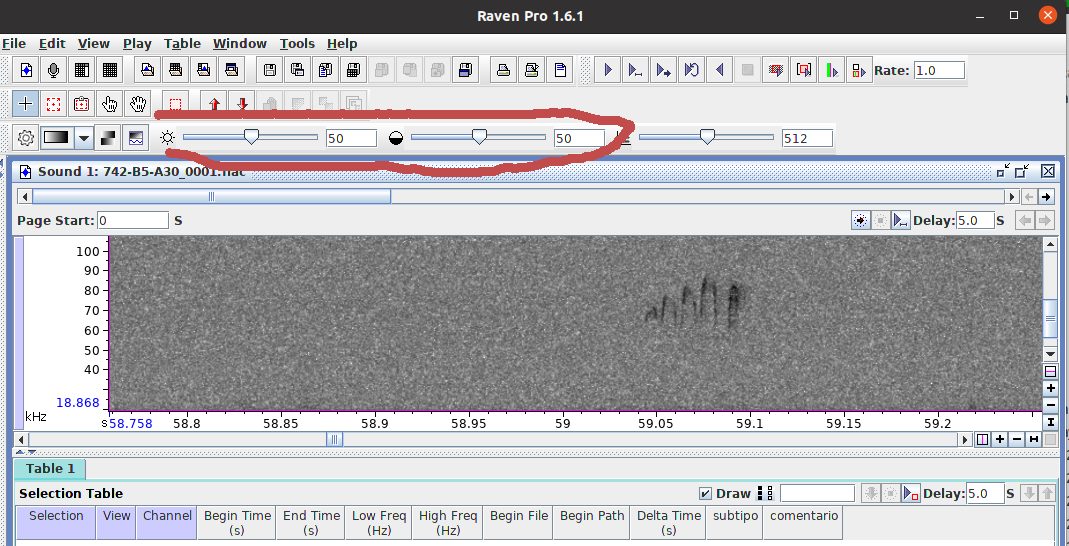 Raven Pro 1.6.1
File Edit View Play Table Window Tools Help
Rate: 1.0
50 50 512
Sound 1: 742-B5-A30_0001.flac
Page Start: 0 S Delay: 5.0 S
100
90
80
70
60
50
40
18.868
kHz
s 58.758 58.8 58.85 58.9 58.95 59 59.05 59.1 59.15 59.2
Table 1
Selection Table Draw Delay: 5.0 S
Selection View Channel Begin Time (s) End Time (s) Low Freq (Hz) High Freq (Hz) Begin File Begin Path Delta Time (s) subtipo comentario